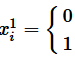 x_i^1 = { 0
1